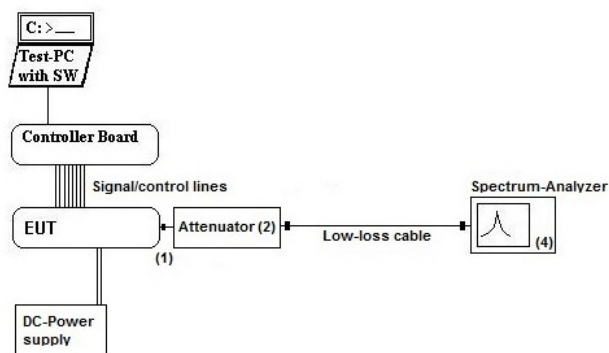 C: >__
Test-PC
with SW
Controller Board
Signal/control lines
Spectrum-Analyzer
EUT
Attenuator (2)
Low-loss cable
(4)
(1)
DC-Power
supply